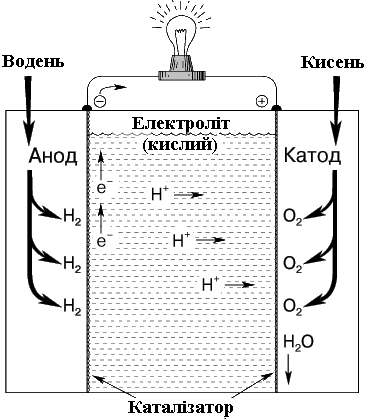 Водень
Кисень
⊖
⊕
Електроліт
(кислий)
Анод
Катод
e⁻
H⁺
H₂
O₂
e⁻
H⁺
H₂
O₂
H⁺
H₂
O₂
H₂O
Каталізатор